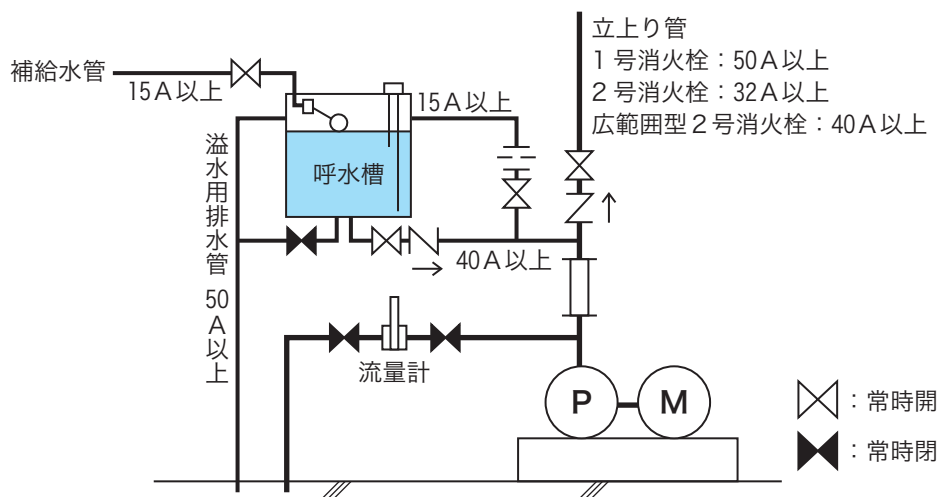 立上り管
1号消火栓：50A以上
2号消火栓：32A以上
広範囲型2号消火栓：40A以上
補給水管
15A以上
15A以上
呼水槽
溢水用排水管
50A以上
40A以上
流量計
P
M
：常時開
：常時閉